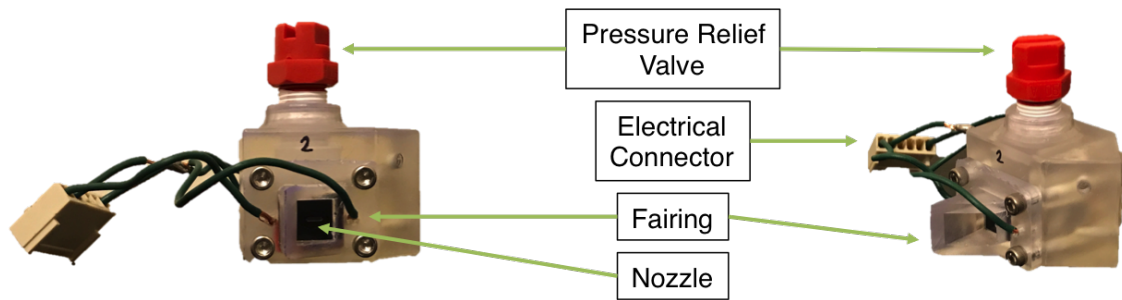 Pressure Relief
Valve
Electrical
Connector
2
2
Fairing
Nozzle